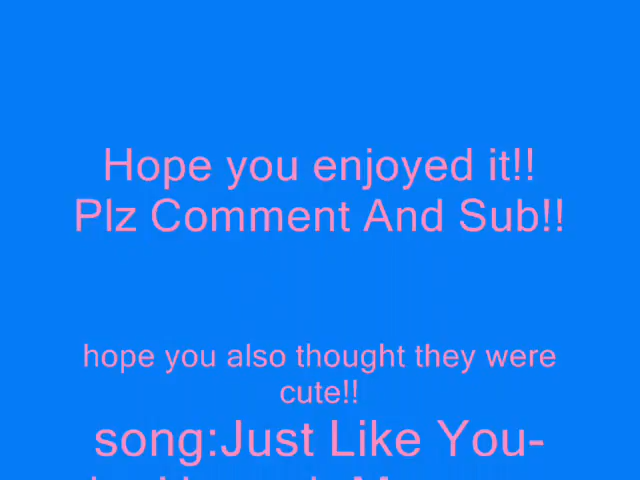 Hope you enjoyed it!!
Plz Comment And Sub!!
hope you also thought they were
cute!!
song:Just Like You-